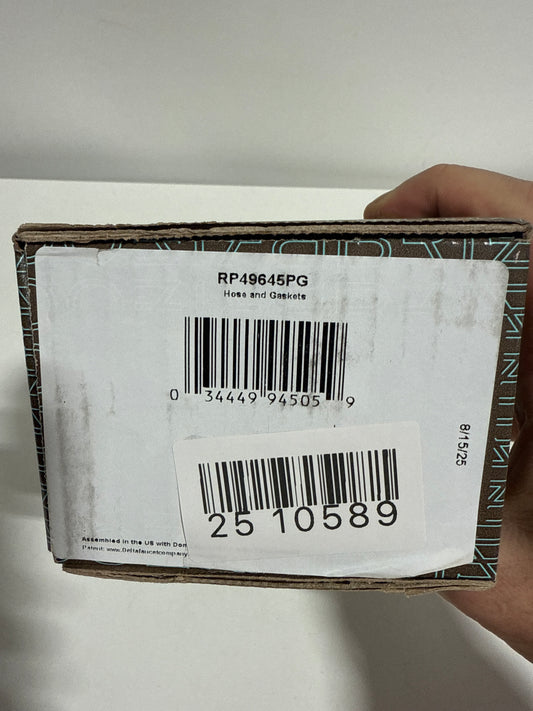 RP49645PG
Hose and Gaskets
0 34449 94505 9
8/15/25
25 10589
Assembled in the US with Dom
Patent: www.Deltafaucetcompany